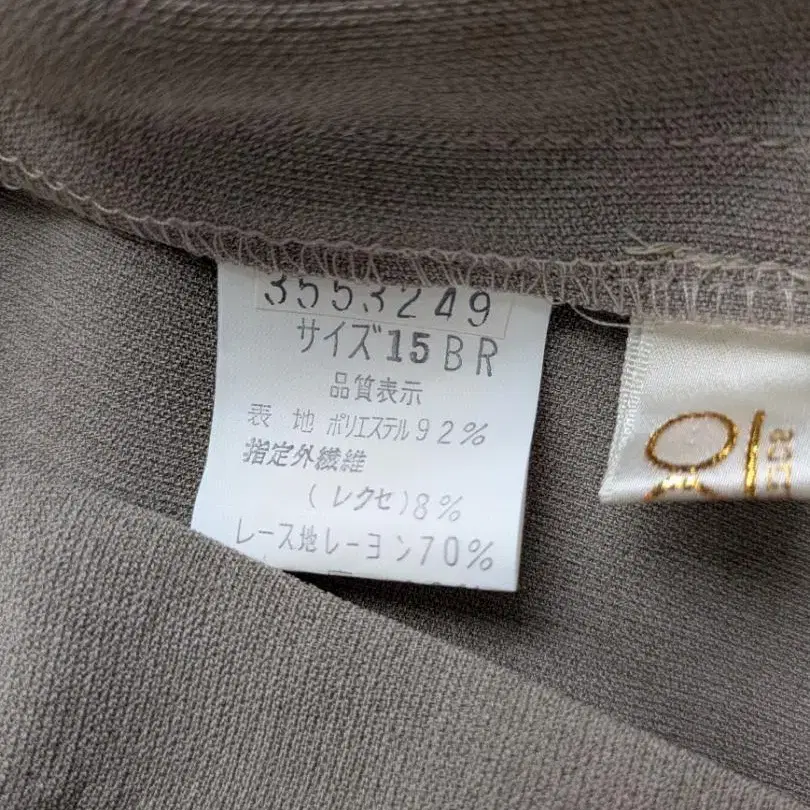 3553249
サイズ15BR
品質表示
表 地 ポリエステル92%
指定外繊維
(レクセ)8%
レース地レーヨン70%